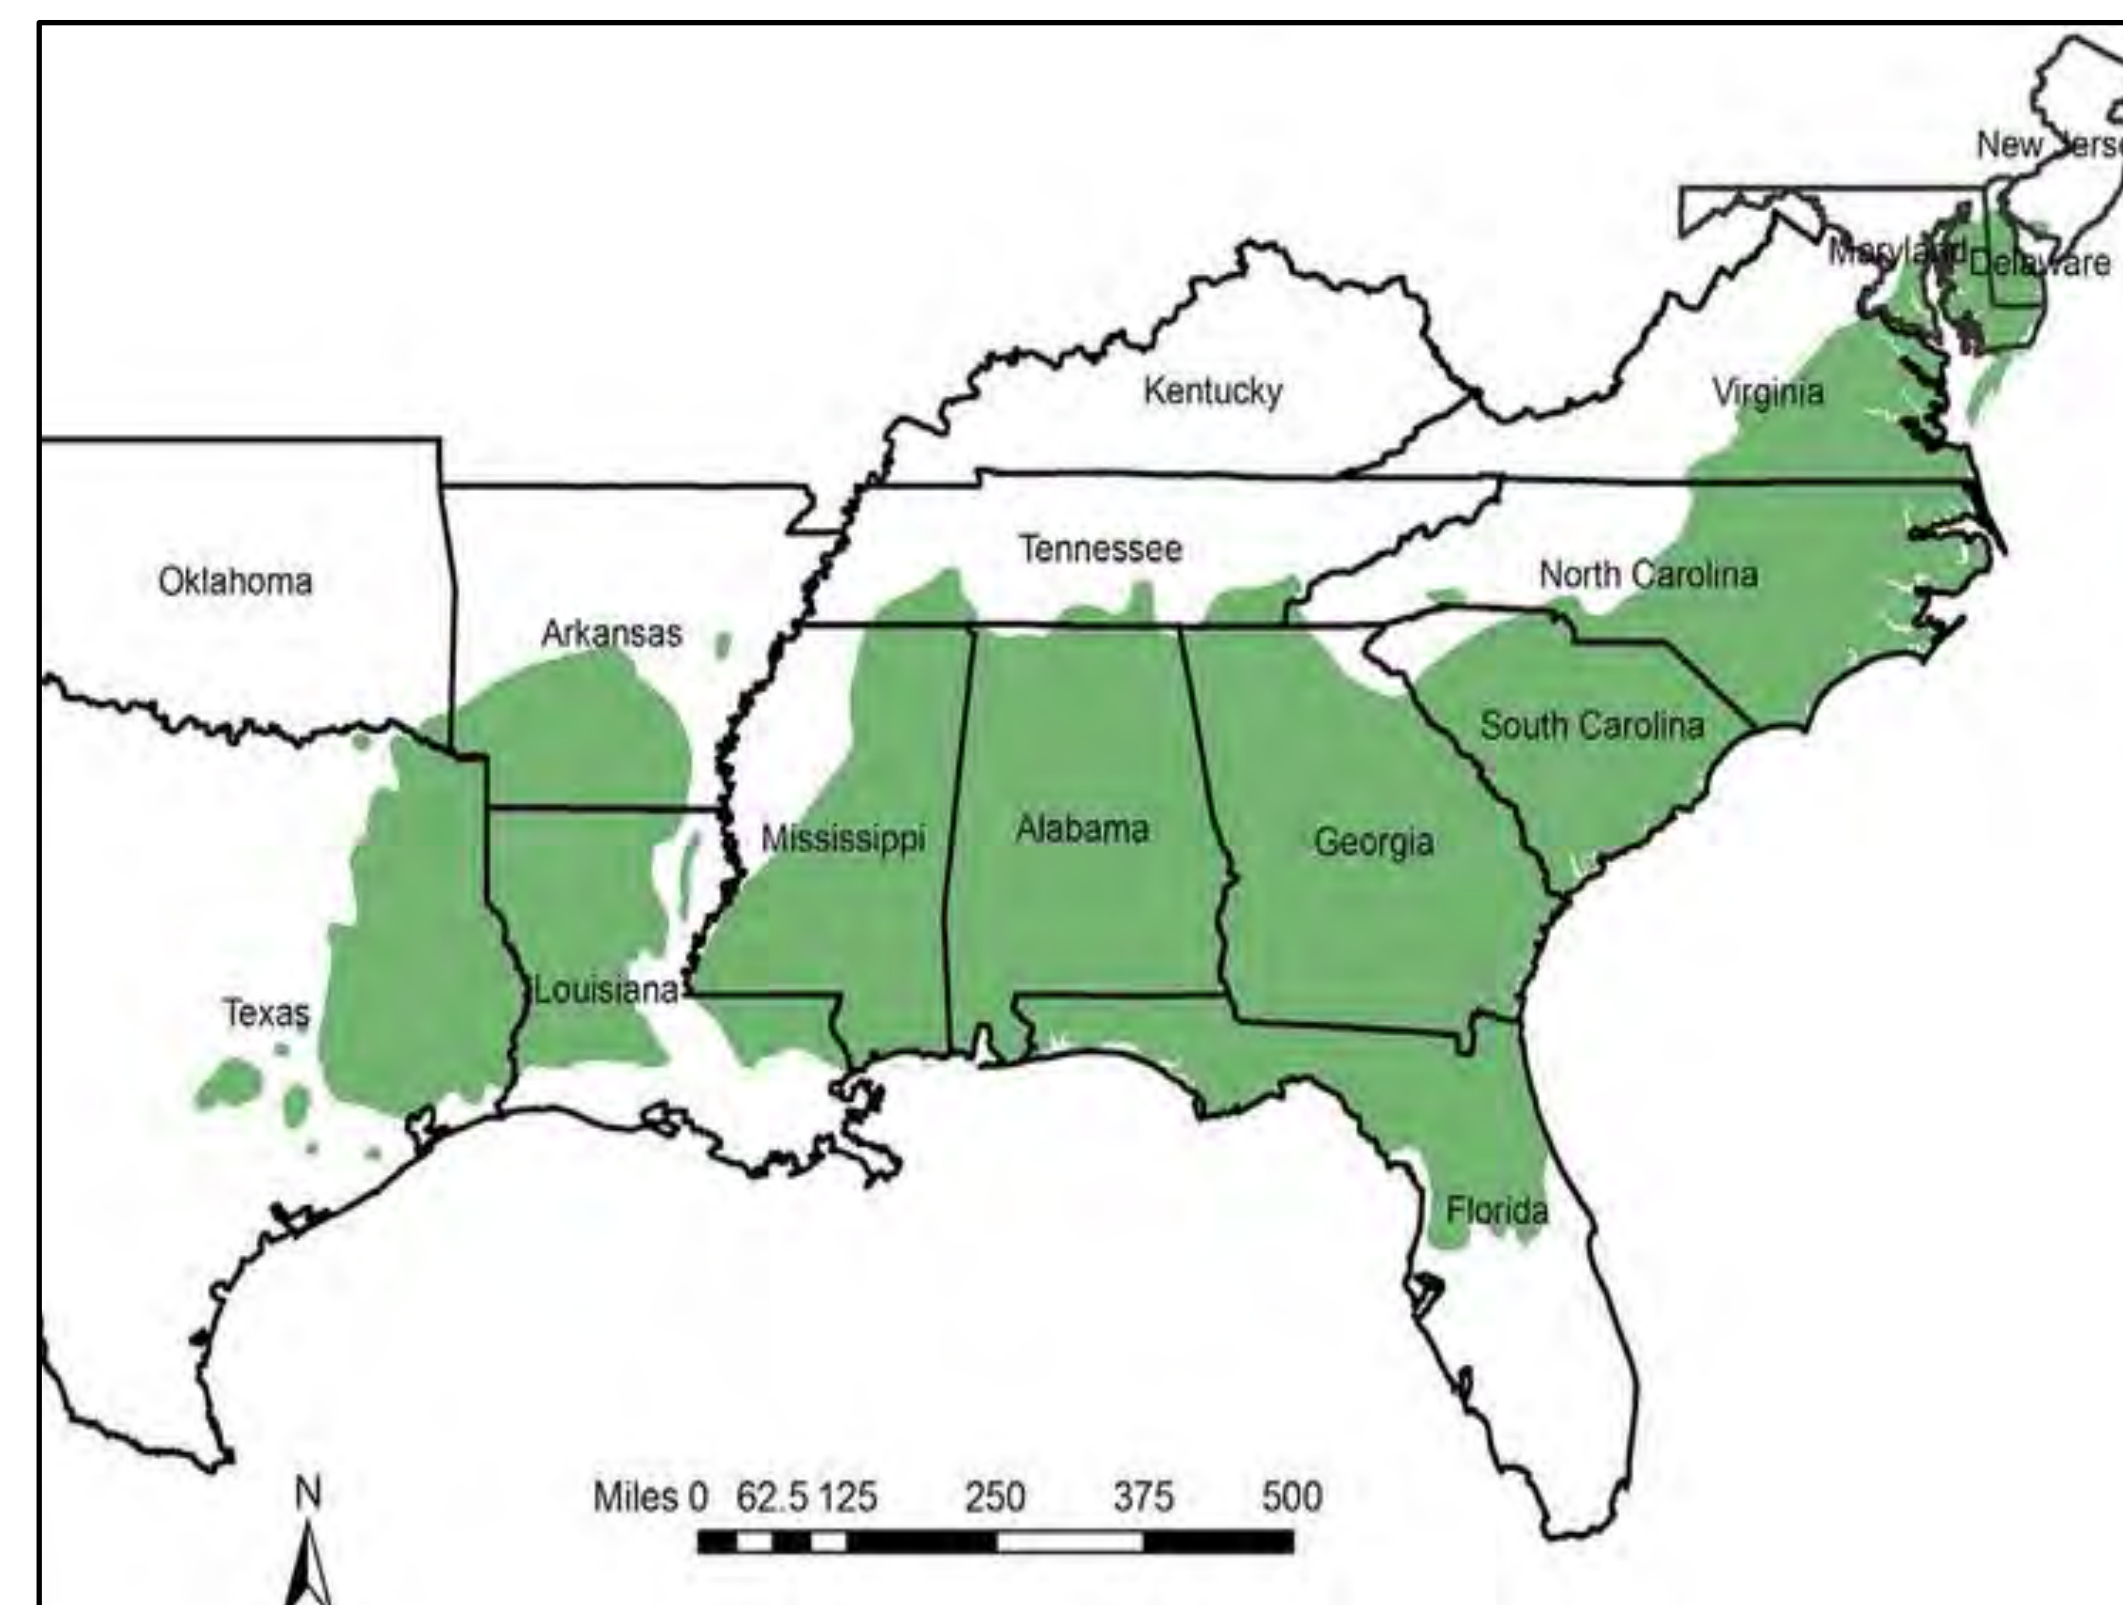 New Jerse
Maryland
Delaware
Kentucky
Virginia
Tennessee
Oklahoma
North Carolina
Arkansas
South Carolina
Mississippi
Alabama
Georgia
Louisiana
Texas
Florida
N
Miles 0 62.5 125 250 375 500